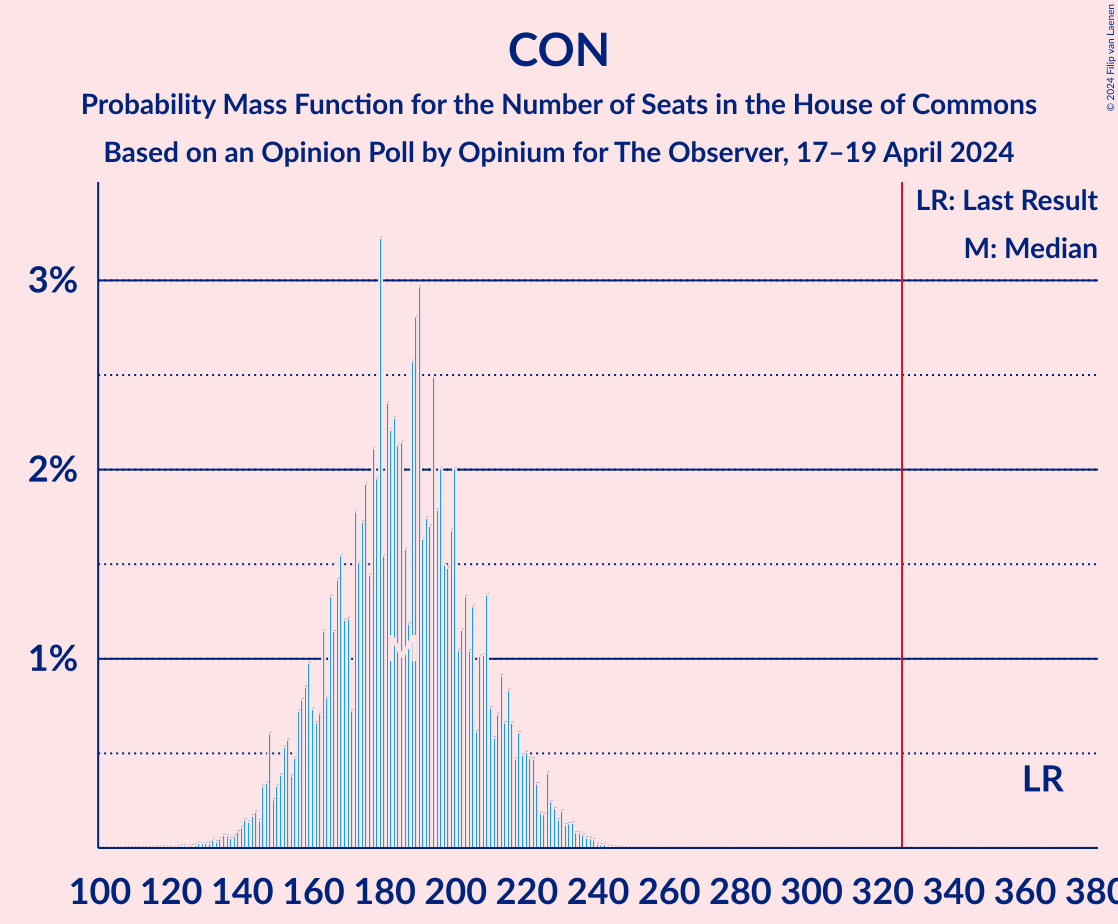 CON
Probability Mass Function for the Number of Seats in the House of Commons
Based on an Opinion Poll by Opinium for The Observer, 17–19 April 2024
© 2024 Filip van Laenen
LR: Last Result
M: Median
3%
2%
1%
M
LR
100 120 140 160 180 200 220 240 260 280 300 320 340 360 380